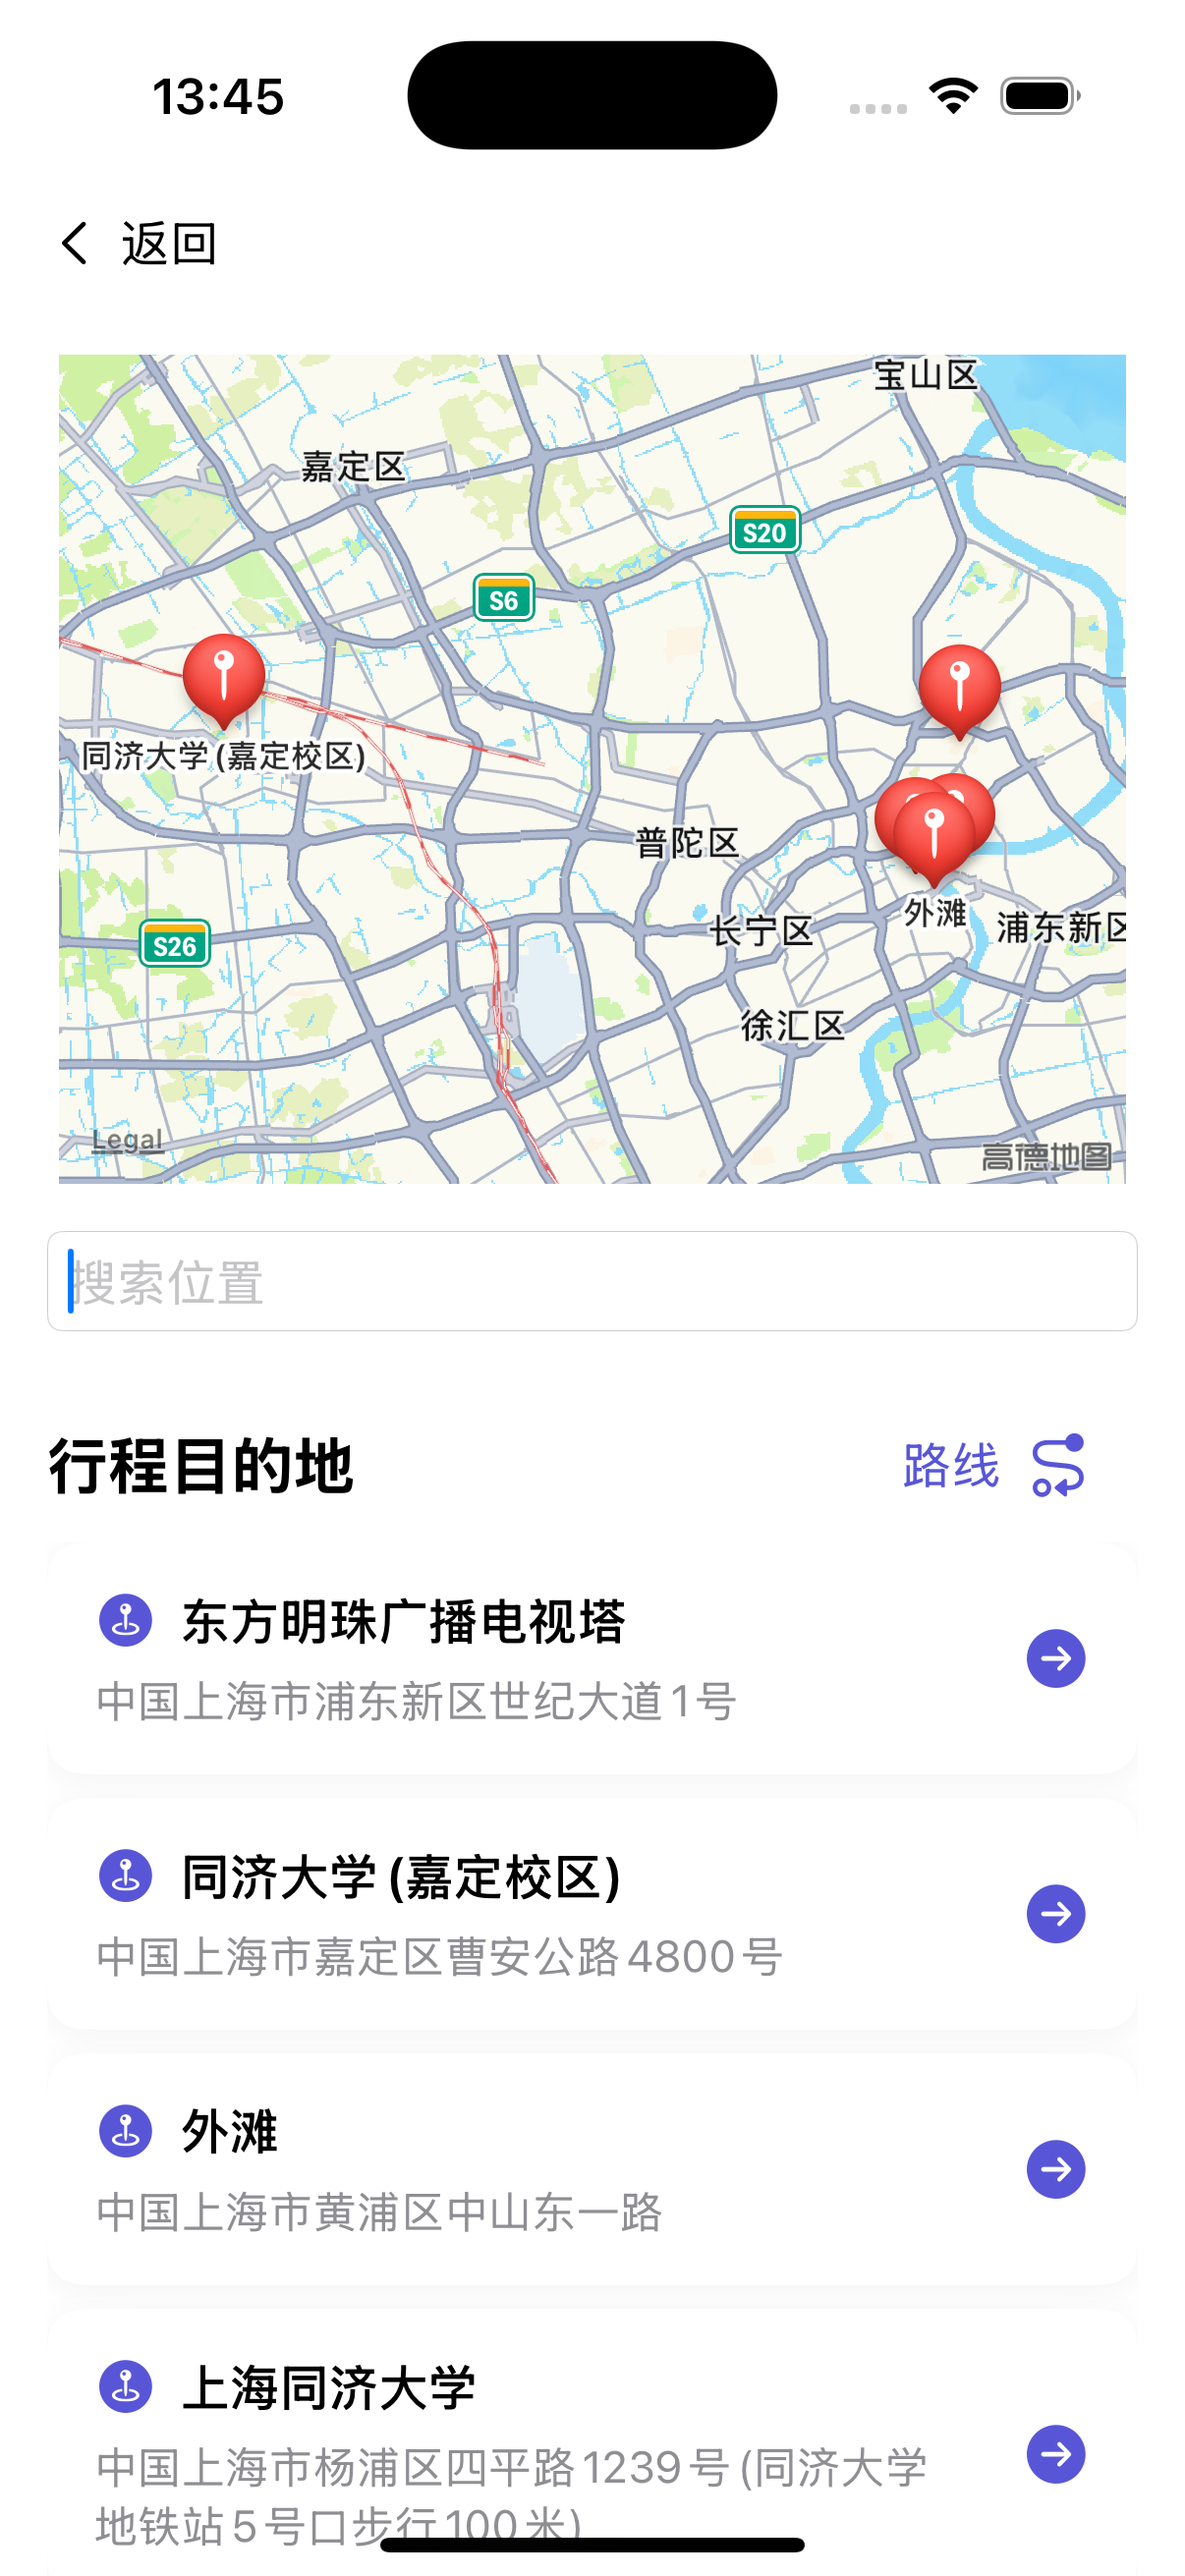 13:45
返回
宝山区
嘉定区
S20
S6
同济大学(嘉定校区)
普陀区
外滩
长宁区
浦东新区
S26
徐汇区
Legal
高德地图
搜索位置
行程目的地
路线
东方明珠广播电视塔
中国上海市浦东新区世纪大道1号
同济大学(嘉定校区)
中国上海市嘉定区曹安公路4800号
外滩
中国上海市黄浦区中山东一路
上海同济大学
中国上海市杨浦区四平路1239号(同济大学
地铁站5号口步行100米)